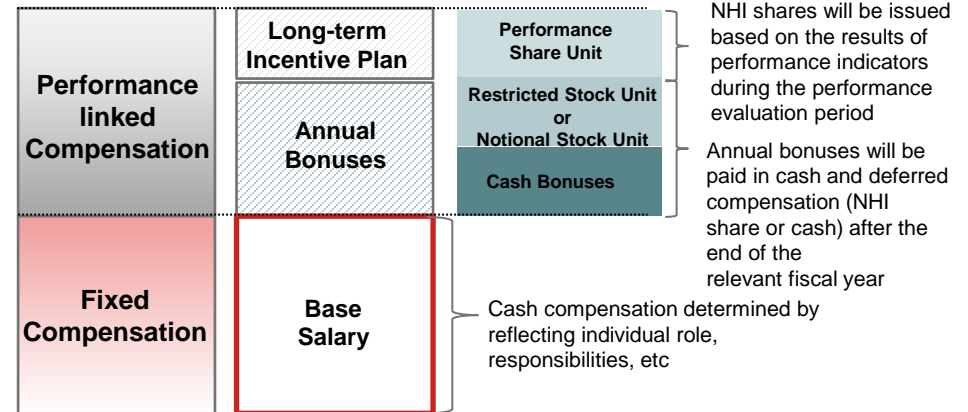 Performance
linked
Compensation
Fixed
Compensation
Long-term
Incentive Plan
Annual
Bonuses
Base
Salary
Performance
Share Unit
Restricted Stock Unit
or
Notional Stock Unit
Cash Bonuses
NHI shares will be issued
based on the results of
performance indicators
during the performance
evaluation period
Annual bonuses will be
paid in cash and deferred
compensation (NHI
share or cash) after the
end of the
relevant fiscal year
Cash compensation determined by
reflecting individual role,
responsibilities, etc